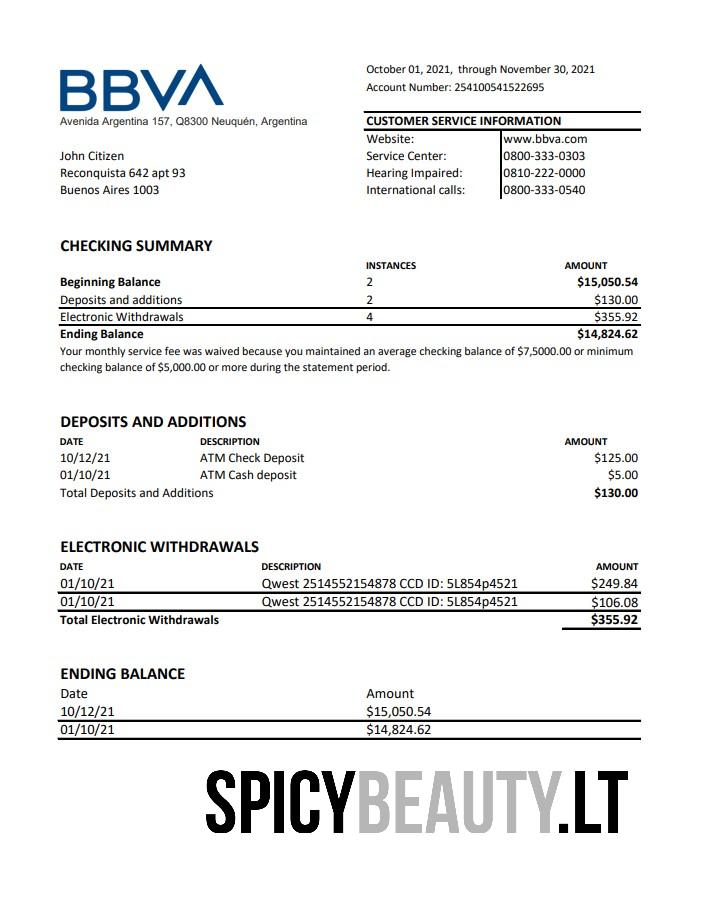 BBVA
Avenida Argentina 157, Q8300 Neuquén, Argentina
October 01, 2021, through November 30, 2021
Account Number: 254100541522695
CUSTOMER SERVICE INFORMATION
Website: www.bbva.com
Service Center: 0800-333-0303
Hearing Impaired: 0810-222-0000
International calls: 0800-333-0540
John Citizen
Reconquista 642 apt 93
Buenos Aires 1003
CHECKING SUMMARY
INSTANCES AMOUNT
Beginning Balance 2 $15,050.54
Deposits and additions 2 $130.00
Electronic Withdrawals 4 $355.92
Ending Balance $14,824.62
Your monthly service fee was waived because you maintained an average checking balance of $7,5000.00 or minimum
checking balance of $5,000.00 or more during the statement period.
DEPOSITS AND ADDITIONS
DATE DESCRIPTION AMOUNT
10/12/21 ATM Check Deposit $125.00
01/10/21 ATM Cash deposit $5.00
Total Deposits and Additions $130.00
ELECTRONIC WITHDRAWALS
DATE DESCRIPTION AMOUNT
01/10/21 Qwest 2514552154878 CCD ID: 5L854p4521 $249.84
01/10/21 Qwest 2514552154878 CCD ID: 5L854p4521 $106.08
Total Electronic Withdrawals $355.92
ENDING BALANCE
Date Amount
10/12/21 $15,050.54
01/10/21 $14,824.62
SPICYBEAUTY.LT